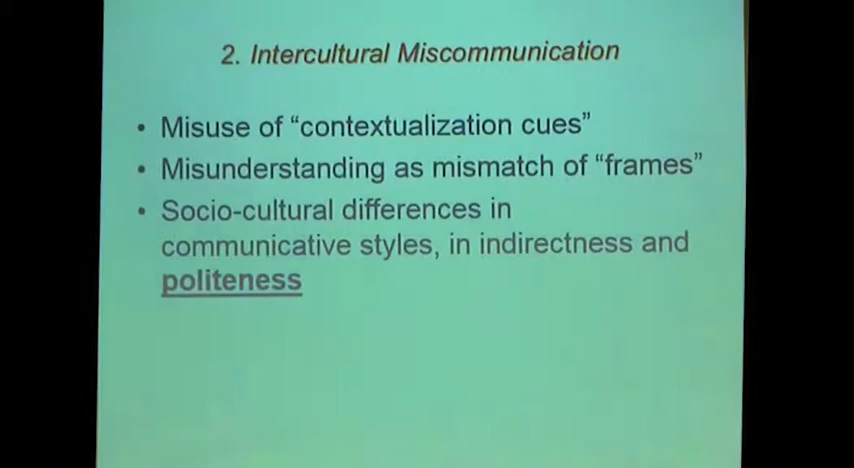 2. Intercultural Miscommunication
• Misuse of “contextualization cues”
• Misunderstanding as mismatch of “frames”
• Socio-cultural differences in
communicative styles, in indirectness and
politeness